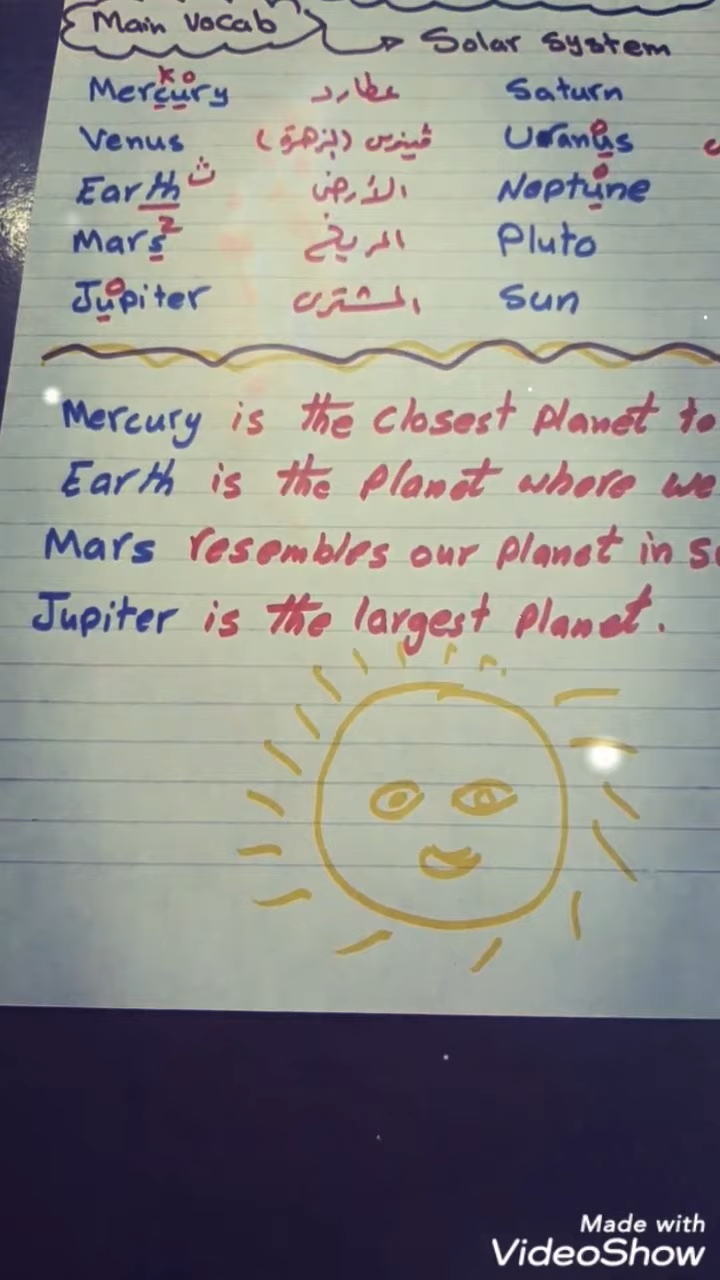 Main Vocab
Solar System
Mercury عطارد Saturn
k o
Venus ڤينس (الزهرة) Uranus
o
Earth الأرض Neptune
ث o
Mars المريخ Pluto
z
Jupiter المشترى Sun
o
Mercury is the closest planet to
Earth is the planet where we
Mars resembles our planet in
Jupiter is the largest planet.
Made with
VideoShow